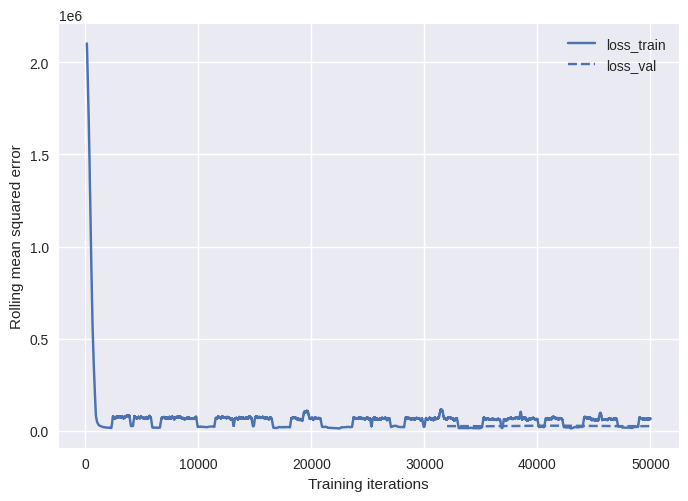 1e6
loss_train
loss_val
2.0
1.5
1.0
0.5
0.0
Rolling mean squared error
0 10000 20000 30000 40000 50000
Training iterations